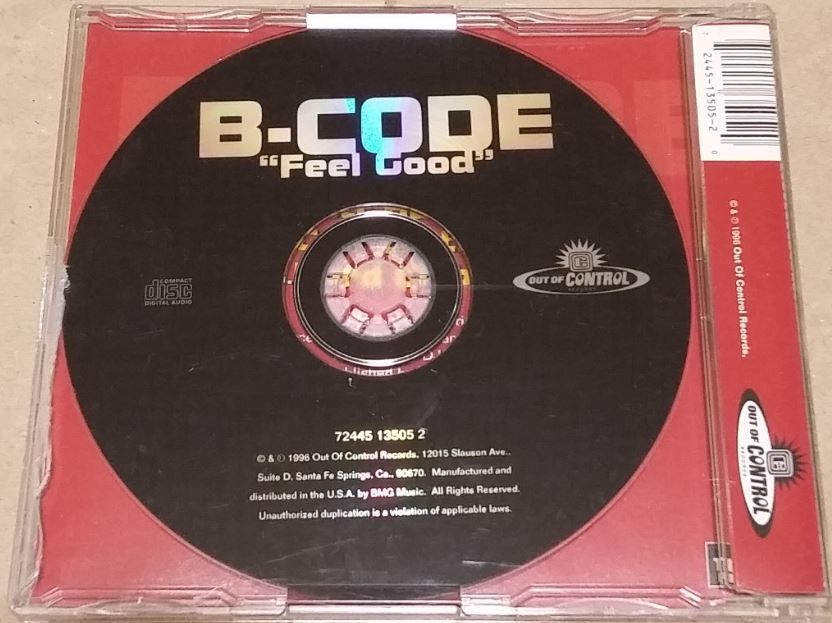 B-CODE
"Feel Good"
COMPACT
disc
DIGITAL AUDIO
OUT OF CONTROL
RECORDS
72445 13505 2
© & ℗ 1996 Out Of Control Records, 12015 Slauson Ave.,
Suite D, Santa Fe Springs, Ca., 90670. Manufactured and
distributed in the U.S.A. by BMG Music. All Rights Reserved.
Unauthorized duplication is a violation of applicable laws.
7 2445-13505-2 0
© & ℗ 1996 Out Of Control Records,
OUT OF CONTROL
RECORDS